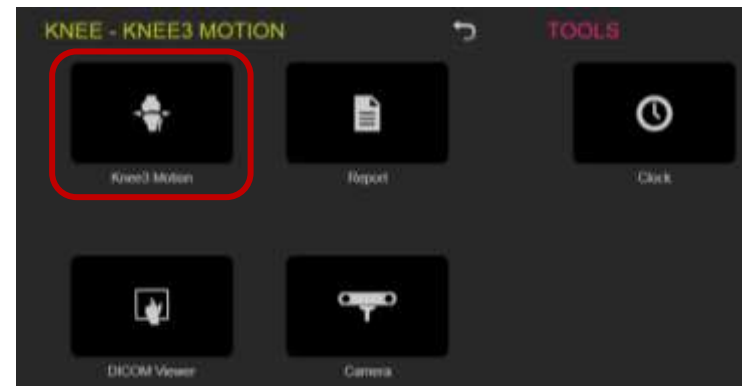 KNEE - KNEE3 MOTION
TOOLS
Knee3 Motion
Report
Clock
DICOM Viewer
Camera